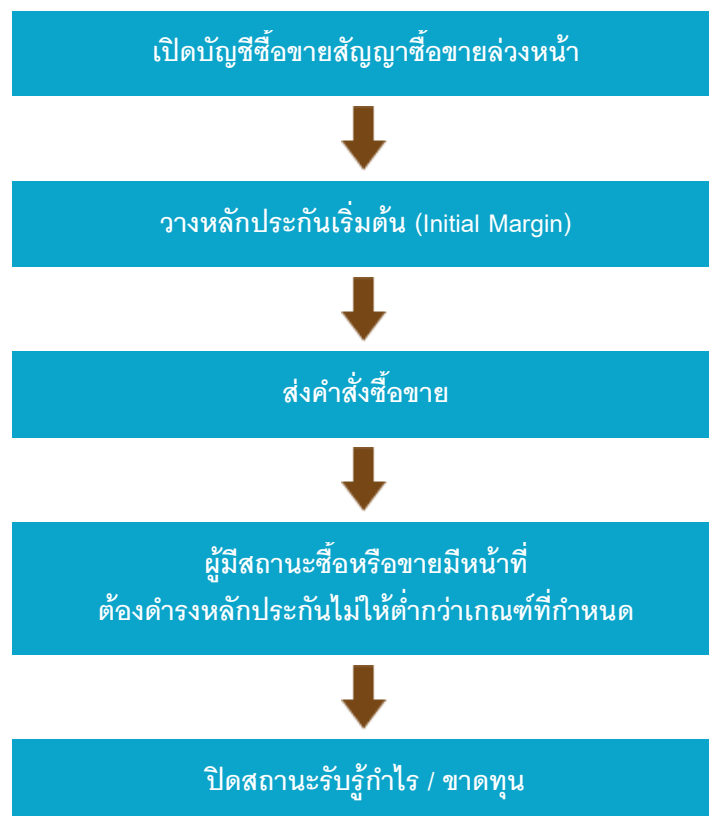 เปิดบัญชีซื้อขายสัญญาซื้อขายล่วงหน้า
วางหลักประกันเริ่มต้น (Initial Margin)
ส่งคำสั่งซื้อขาย
ผู้มีสถานะซื้อหรือขายมีหน้าที่
ต้องดำรงหลักประกันไม่ให้ต่ำกว่าเกณฑ์ที่กำหนด
ปิดสถานะรับรู้กำไร / ขาดทุน